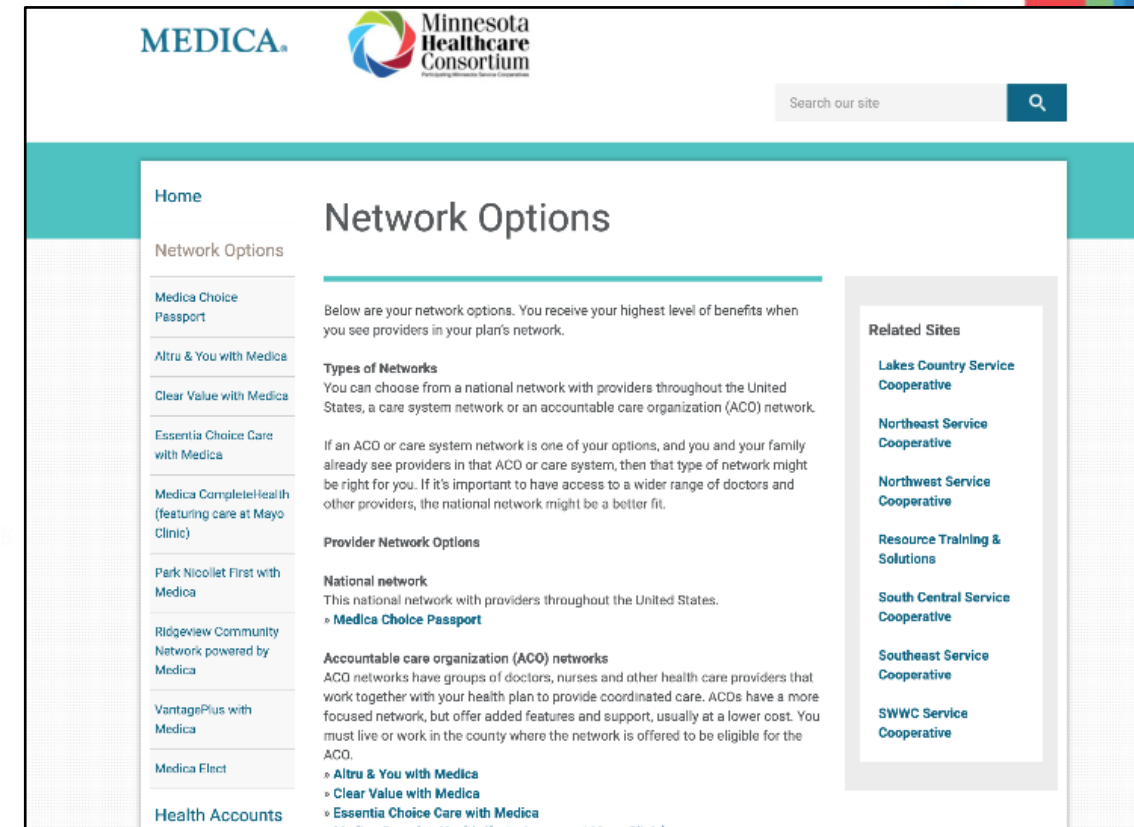 MEDICA®
Minnesota
Healthcare
Consortium
Participating Minnesota Service Cooperatives
Search our site
Home
Network Options
Medica Choice
Passport
Altru & You with Medica
Clear Value with Medica
Essentia Choice Care
with Medica
Medica CompleteHealth
(featuring care at Mayo
Clinic)
Park Nicollet First with
Medica
Ridgeview Community
Network powered by
Medica
VantagePlus with
Medica
Medica Elect
Health Accounts
Network Options
Below are your network options. You receive your highest level of benefits when
you see providers in your plan's network.
Types of Networks
You can choose from a national network with providers throughout the United
States, a care system network or an accountable care organization (ACO) network.
If an ACO or care system network is one of your options, and you and your family
already see providers in that ACO or care system, then that type of network might
be right for you. If it's important to have access to a wider range of doctors and
other providers, the national network might be a better fit.
Provider Network Options
National network
This national network with providers throughout the United States.
» Medica Choice Passport
Accountable care organization (ACO) networks
ACO networks have groups of doctors, nurses and other health care providers that
work together with your health plan to provide coordinated care. ACOs have a more
focused network, but offer added features and support, usually at a lower cost. You
must live or work in the county where the network is offered to be eligible for the
ACO.
» Altru & You with Medica
» Clear Value with Medica
» Essentia Choice Care with Medica
Related Sites
Lakes Country Service
Cooperative
Northeast Service
Cooperative
Northwest Service
Cooperative
Resource Training &
Solutions
South Central Service
Cooperative
Southeast Service
Cooperative
SWWC Service
Cooperative